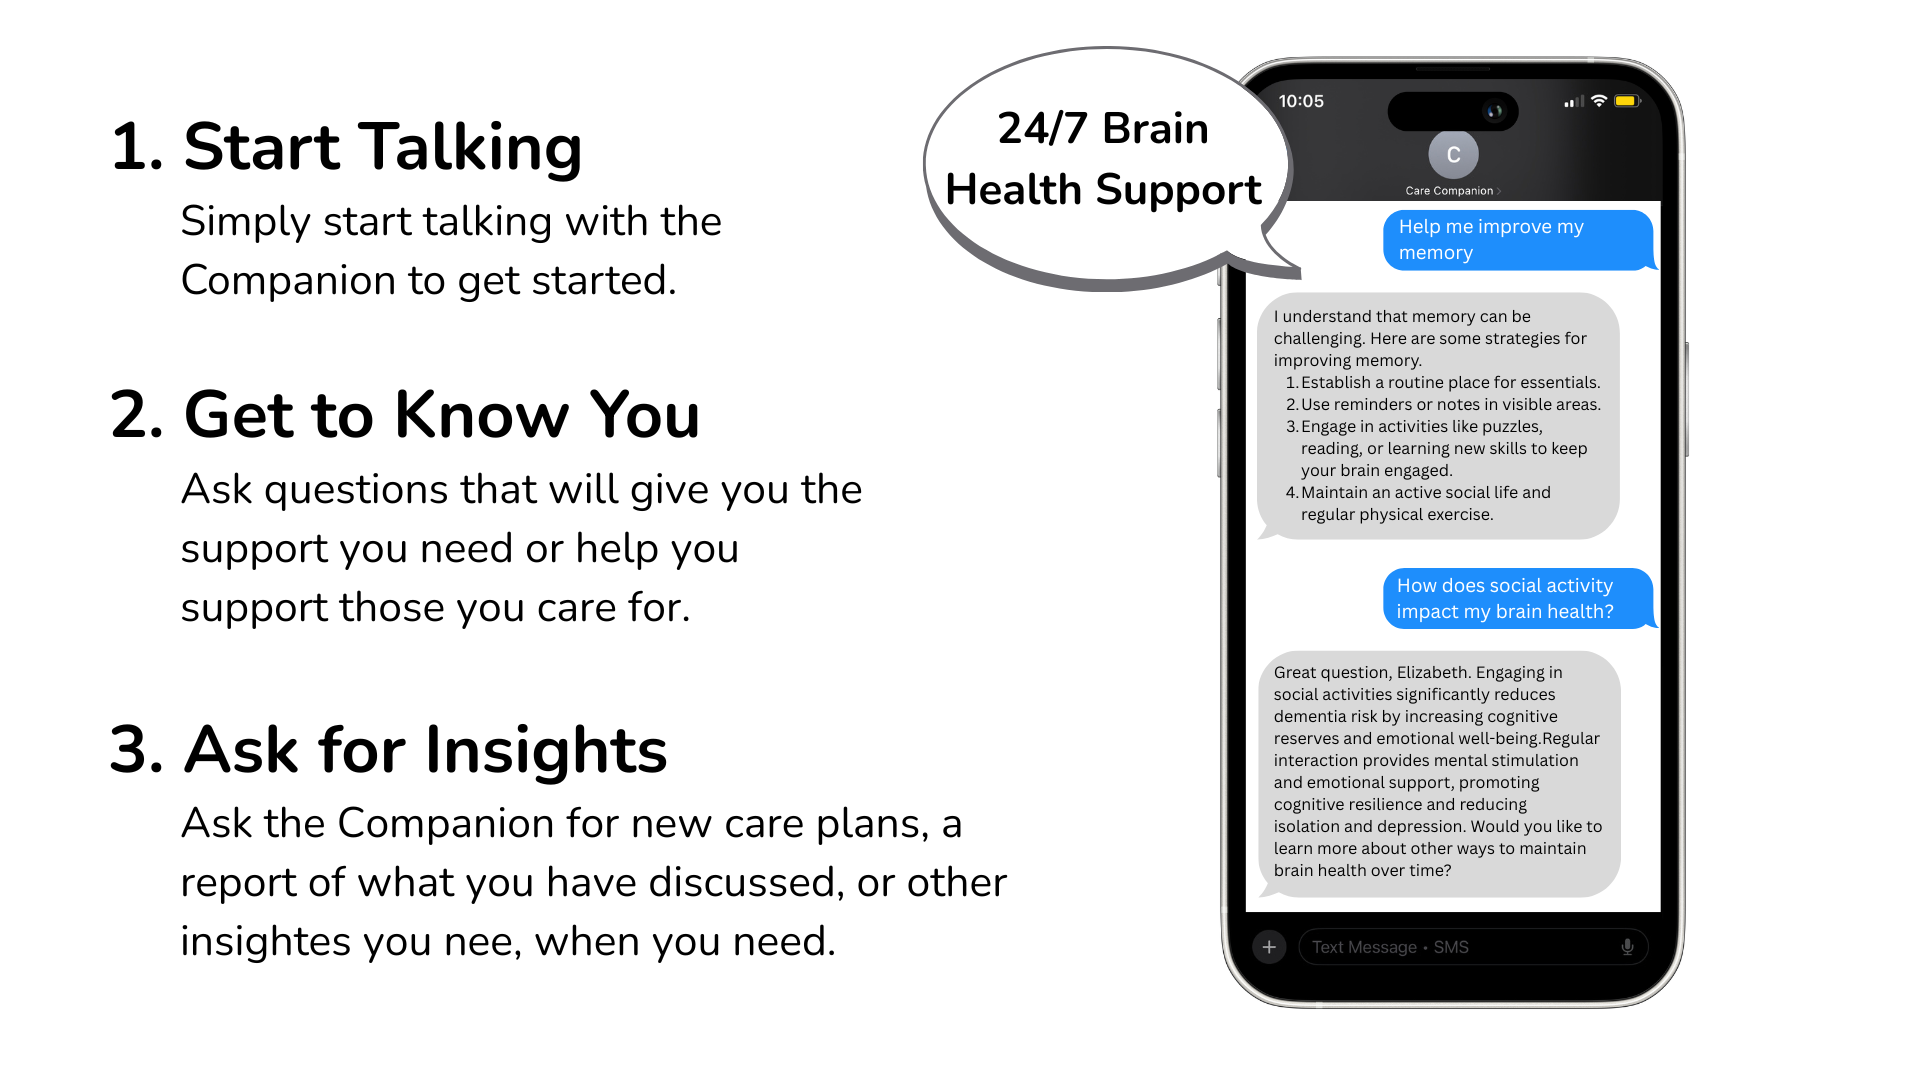 1. Start Talking
Simply start talking with the
Companion to get started.
2. Get to Know You
Ask questions that will give you the
support you need or help you
support those you care for.
3. Ask for Insights
Ask the Companion for new care plans, a
report of what you have discussed, or other
insightes you nee, when you need.
24/7 Brain
Health Support
10:05
C
Care Companion
Help me improve my
memory
I understand that memory can be
challenging. Here are some strategies for
improving memory.
1. Establish a routine place for essentials.
2. Use reminders or notes in visible areas.
3. Engage in activities like puzzles,
reading, or learning new skills to keep
your brain engaged.
4. Maintain an active social life and
regular physical exercise.
How does social activity
impact my brain health?
Great question, Elizabeth. Engaging in
social activities significantly reduces
dementia risk by increasing cognitive
reserves and emotional well-being.Regular
interaction provides mental stimulation
and emotional support, promoting
cognitive resilience and reducing
isolation and depression. Would you like to
learn more about other ways to maintain
brain health over time?
Text Message • SMS